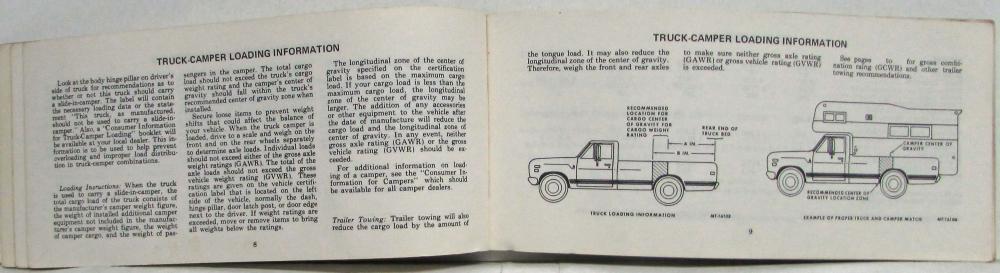 TRUCK-CAMPER LOADING INFORMATION
Look at the body hinge pillar on driver's
side of truck for recommendations as to
whether or not this truck should carry
a slide-in-camper. The label will contain
the necessary loading data or the state-
ment "This truck, as manufactured,
should not be used to carry a slide-in-
camper." Also, a "Consumer Information
for Truck-Camper Loading" booklet will
be available at your local dealer. This in-
formation is to be used to help prevent
overloading and improper load distribu-
tion in truck-camper combinations.
Loading Insructions: When the truck
is used to carry a slide-in-camper, the
total cargo load of the truck consists of
the manufacturer's camper weight figure,
the weight of installed additional camper
equipment not included in the manufac-
turer's camper weight figure, the weight
of camper cargo, and the weight of pas-
sengers in the camper. The total cargo
load should not exceed the truck's cargo
weight rating and the camper's center of
gravity should fall within the truck's
recommended center of gravity zone when
installed.
Secure loose items to prevent weight
shifts that could affect the balance of
your vehicle. When the truck camper is
loaded, drive to a scale and weigh on the
front and on the rear wheels separately
to determine axle loads. Individual loads
should not exceed either of the gross axle
weight ratings (GAWR). The total of the
axle loads should not exceed the gross
vehicle weight rating (GVWR). These
ratings are given on the vehicle certifi-
cation label that is located on the left
side of the vehicle, normally the dash,
hinge pillar, door latch post, or door edge
next to the driver. If weight ratings are
exceeded, move or remove items to bring
all weights below the ratings.
The longitudinal zone of the center of
gravity specified on the certification
label is based on the maximum cargo
load. If your cargo load is less than the
maximum cargo load, the longitudinal
zone of the center of gravity may be
larger. The addition of any accessories
or other equipment to the vehicle after
the date of manufacture will reduce the
cargo load and the longitudinal zone of
center of gravity. In any event, neither
gross axle rating (GAWR) or the gross
vehicle rating (GVWR) should be ex-
ceeded.
For additional information on load-
ing of a camper, see the "Consumer In-
formation for Campers" which should
be available for all camper dealers.
Trailer Towing: Trailer towing will also
reduce the cargo load by the amount of
8
TRUCK-CAMPER LOADING INFORMATION
the tongue load. It may also reduce the
longitudinal zone of the center of gravity.
Therefore, weigh the front and rear axles
to make sure neither gross axle rating
(GAWR) or gross vehicle rating (GVWR)
is exceeded.
See pages to for gross combi-
nation raing (GCWR) and other trailer
towing recommendations.
RECOMMENDED
LOCATION FOR
CARGO CENTER
OF GRAVITY FOR
CARGO WEIGHT
RATING
REAR END OF
TRUCK BED
A IN.
B IN.
TRUCK LOADING INFORMATION
CAMPER CENTER OF
GRAVITY
RECOMMENDED CENTER OF
GRAVITY LOCATION ZONE
EXAMPLE OF PROPER TRUCK AND CAMPER MATCH
9